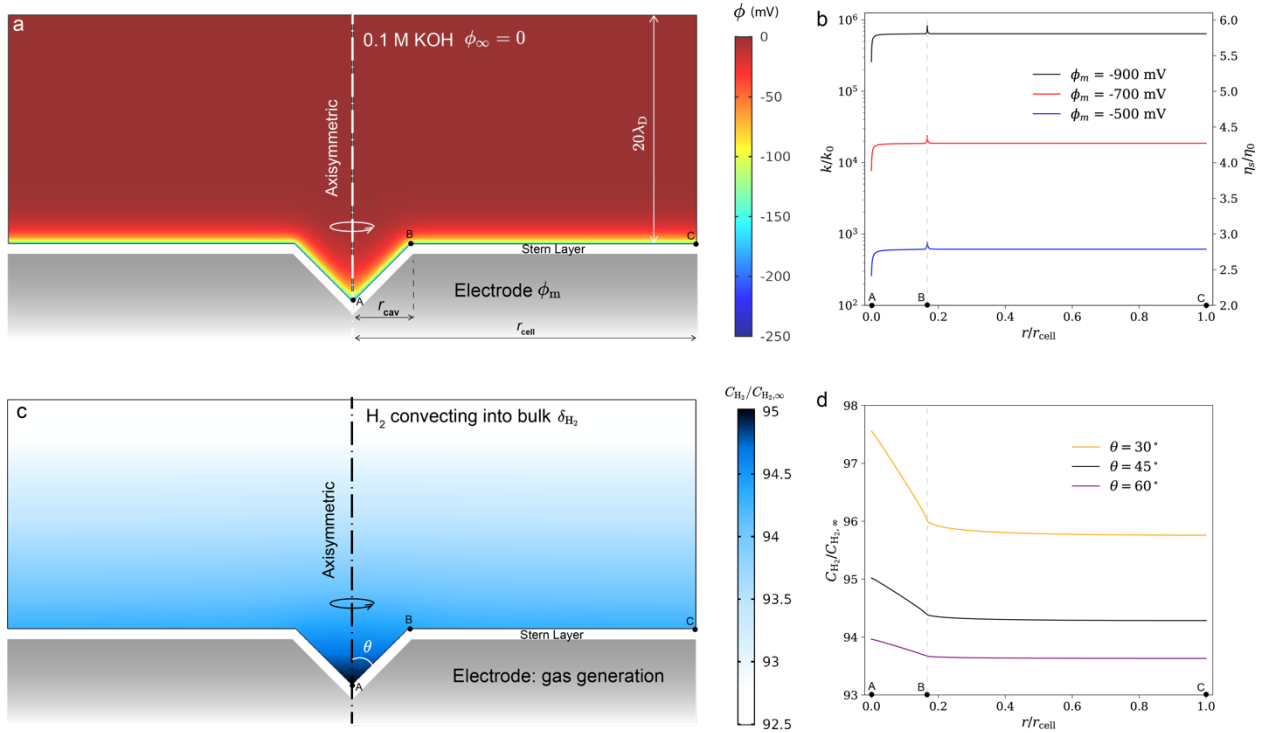 a
0.1 M KOH ϕ∞ = 0
Axisymmetric
20λD
B
C
Stern Layer
A
Electrode ϕm
rcav
rcell
ϕ (mV)
0
-50
-100
-150
-200
-250
b
10^6
10^5
10^4
10^3
10^2
k/k0
ϕm = -900 mV
ϕm = -700 mV
ϕm = -500 mV
6.0
5.5
5.0
4.5
4.0
3.5
3.0
2.5
2.0
ηs/η0
A
B
C
0.0 0.2 0.4 0.6 0.8 1.0
r/rcell
c
H2 convecting into bulk δH2
Axisymmetric
B
C
Stern Layer
θ
A
Electrode: gas generation
CH2/CH2,∞
95
94.5
94
93.5
93
92.5
d
98
97
96
95
94
93
CH2/CH2,∞
θ = 30°
θ = 45°
θ = 60°
A
B
C
0.0 0.2 0.4 0.6 0.8 1.0
r/rcell